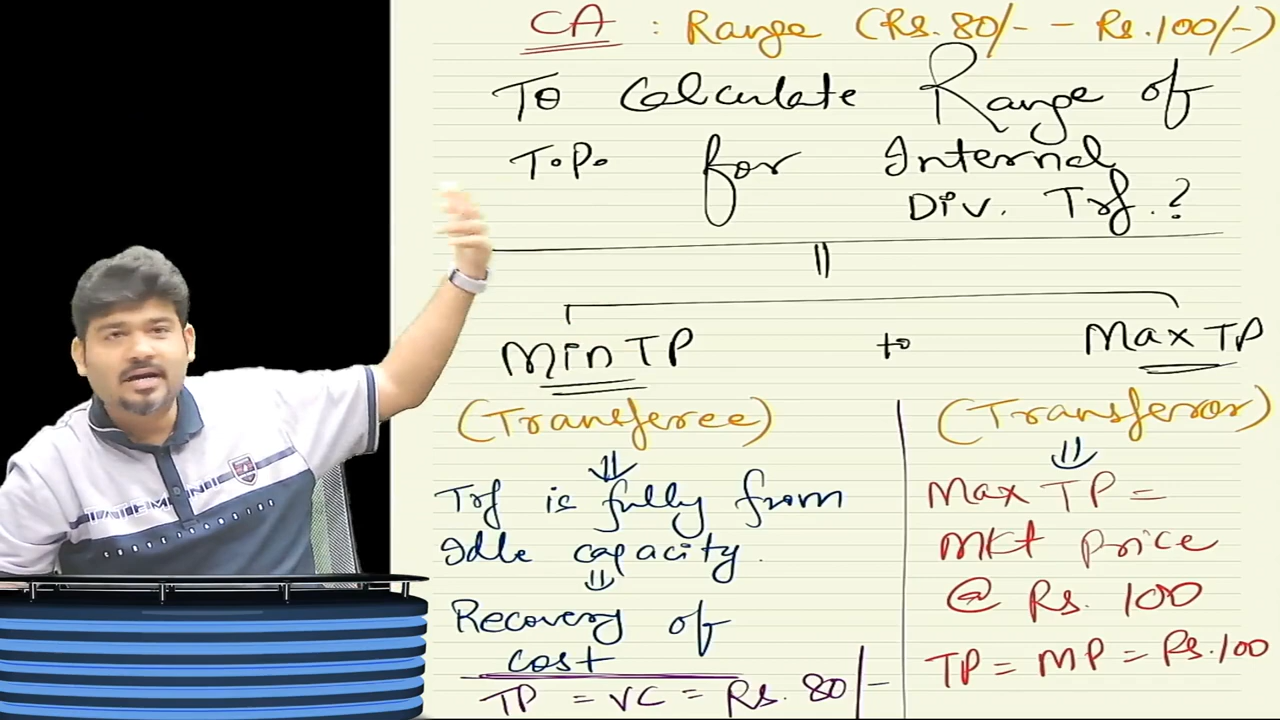 CA : Range (Rs.80/- - Rs.100/-)
To Calculate Range of
T.P. for Internal
Div. Trf.?
Min TP to Max TP
(Transferee)
Trf is fully from
Idle capacity.
Recovery of
cost
TP = VC = Rs. 80/-
(Transferor)
Max TP =
Mkt Price
@ Rs. 100
TP = MP = Rs.100